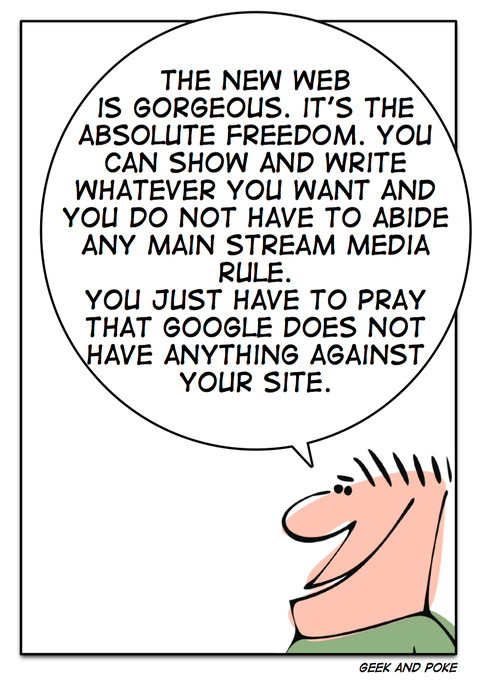 THE NEW WEB
IS GORGEOUS. IT'S THE
ABSOLUTE FREEDOM. YOU
CAN SHOW AND WRITE
WHATEVER YOU WANT AND
YOU DO NOT HAVE TO ABIDE
ANY MAIN STREAM MEDIA
RULE.
YOU JUST HAVE TO PRAY
THAT GOOGLE DOES NOT
HAVE ANYTHING AGAINST
YOUR SITE.
GEEK AND POKE